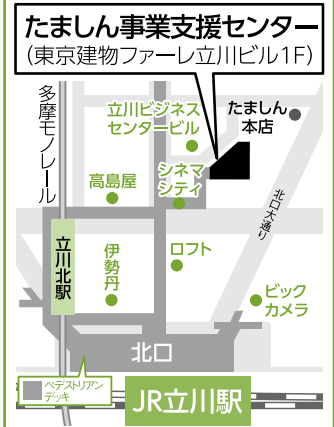 たましん事業支援センター
(東京建物ファーレ立川ビル1F)
多摩モノレール
立川ビジネス
センタービル
たましん
本店
高島屋
シネマ
シティ
北口大通り
立川北駅
伊勢丹
ロフト
ビック
カメラ
北口
ペデストリアン
デッキ
JR立川駅